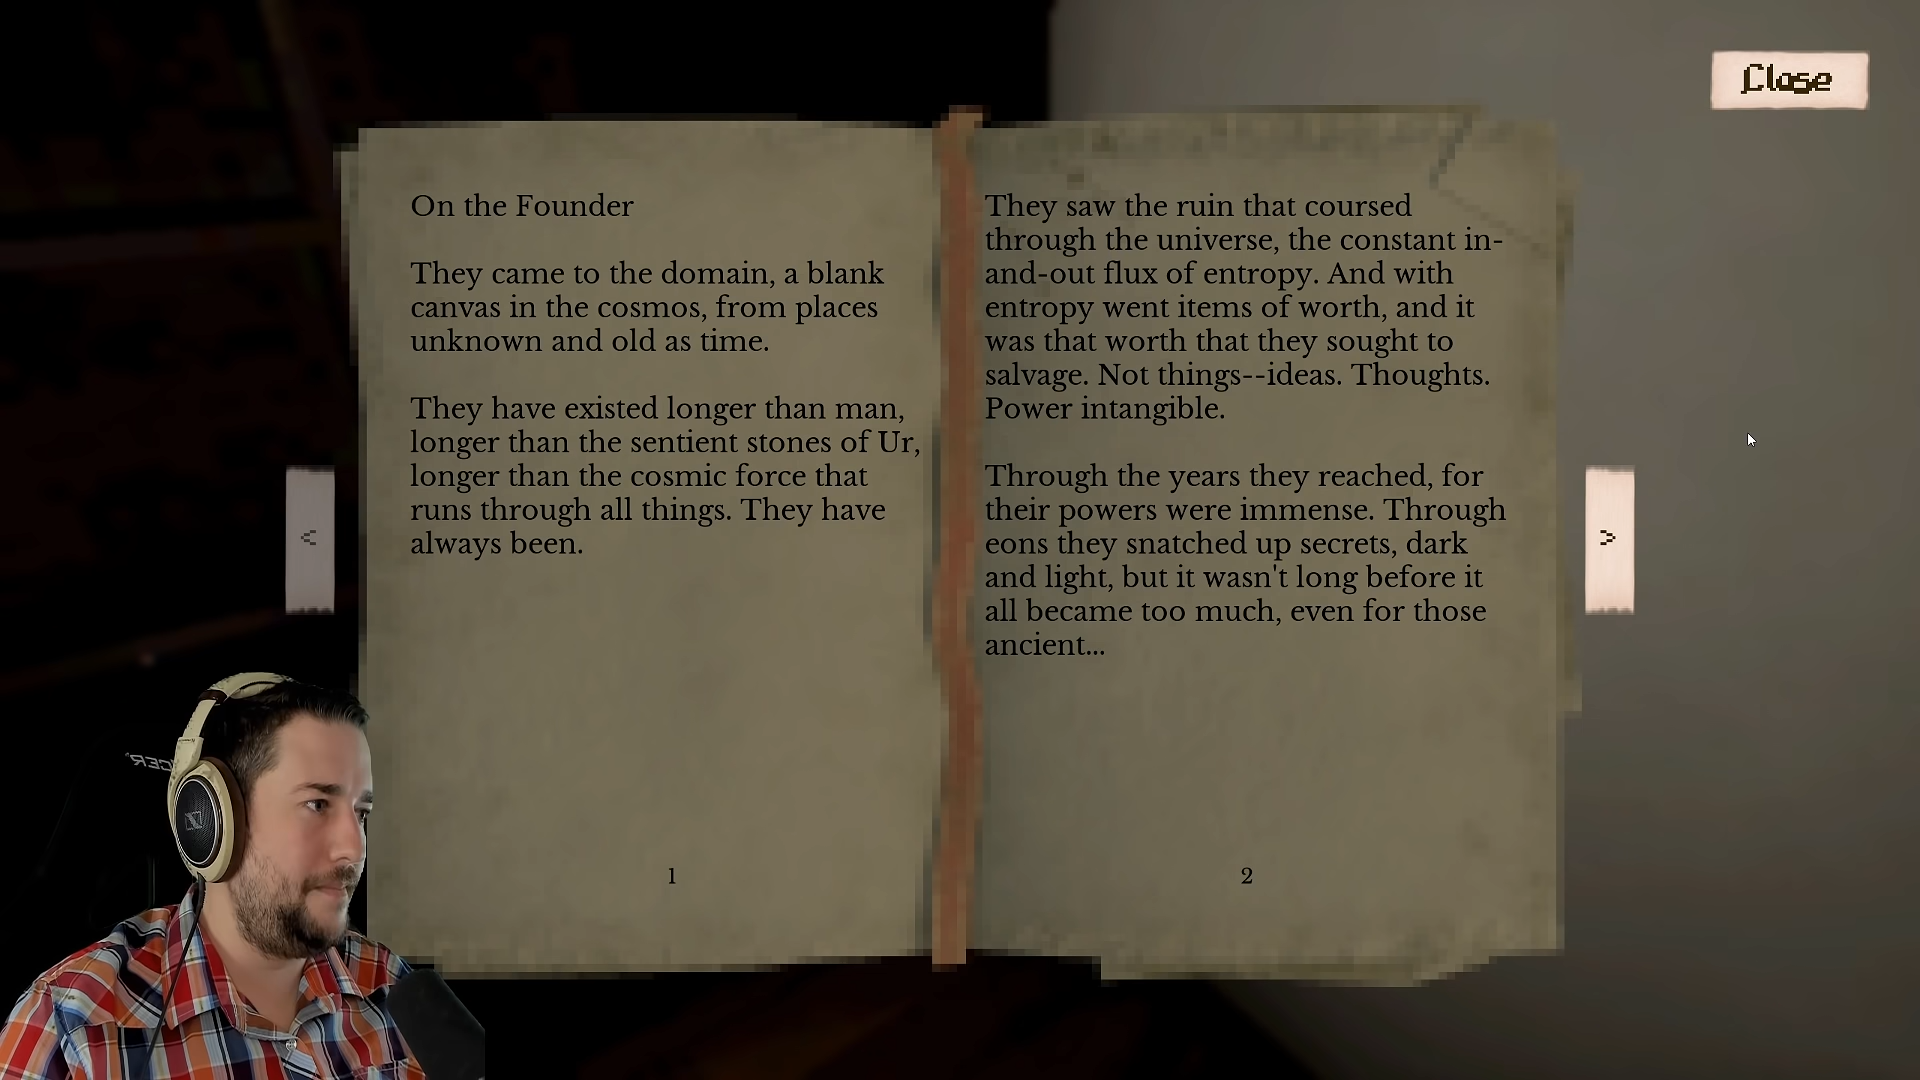 Close
On the Founder
They came to the domain, a blank
canvas in the cosmos, from places
unknown and old as time.
They have existed longer than man,
longer than the sentient stones of Ur,
longer than the cosmic force that
runs through all things. They have
always been.
1
They saw the ruin that coursed
through the universe, the constant in-
and-out flux of entropy. And with
entropy went items of worth, and it
was that worth that they sought to
salvage. Not things--ideas. Thoughts.
Power intangible.
Through the years they reached, for
their powers were immense. Through
eons they snatched up secrets, dark
and light, but it wasn't long before it
all became too much, even for those
ancient...
2
<
>